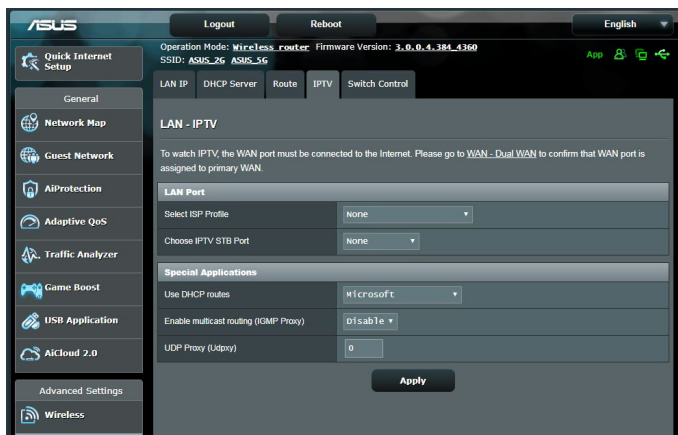 ASUS
Logout
Reboot
English
Quick Internet
Setup
Operation Mode: Wireless router Firmware Version: 3.0.0.4.384_4360
SSID: ASUS_2G ASUS_5G
App
General
Network Map
Guest Network
AiProtection
Adaptive QoS
Traffic Analyzer
Game Boost
USB Application
AiCloud 2.0
Advanced Settings
Wireless
LAN IP
DHCP Server
Route
IPTV
Switch Control
LAN - IPTV
To watch IPTV, the WAN port must be connected to the Internet. Please go to WAN - Dual WAN to confirm that WAN port is
assigned to primary WAN.
LAN Port
Select ISP Profile
None
Choose IPTV STB Port
None
Special Applications
Use DHCP routes
Microsoft
Enable multicast routing (IGMP Proxy)
Disable
UDP Proxy (Udpxy)
0
Apply